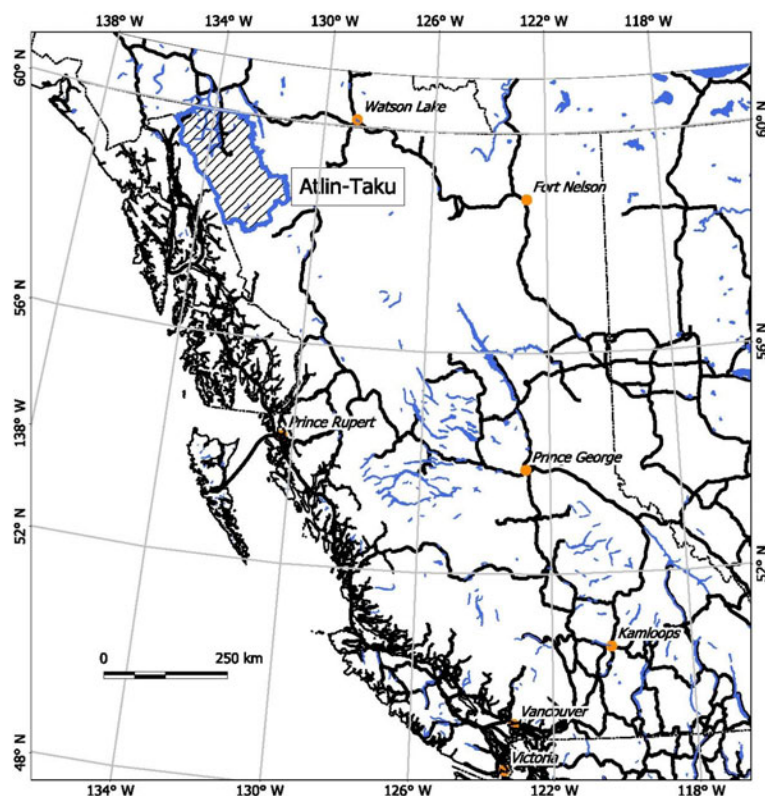 138° W
134° W
130° W
126° W
122° W
118° W
60° N
60° N
Watson Lake
Atlin-Taku
Fort Nelson
56° N
56° N
138° W
Prince Rupert
Prince George
52° N
52° N
Kamloops
0
250 km
Vancouver
48° N
48° N
Victoria
134° W
130° W
126° W
122° W
118° W